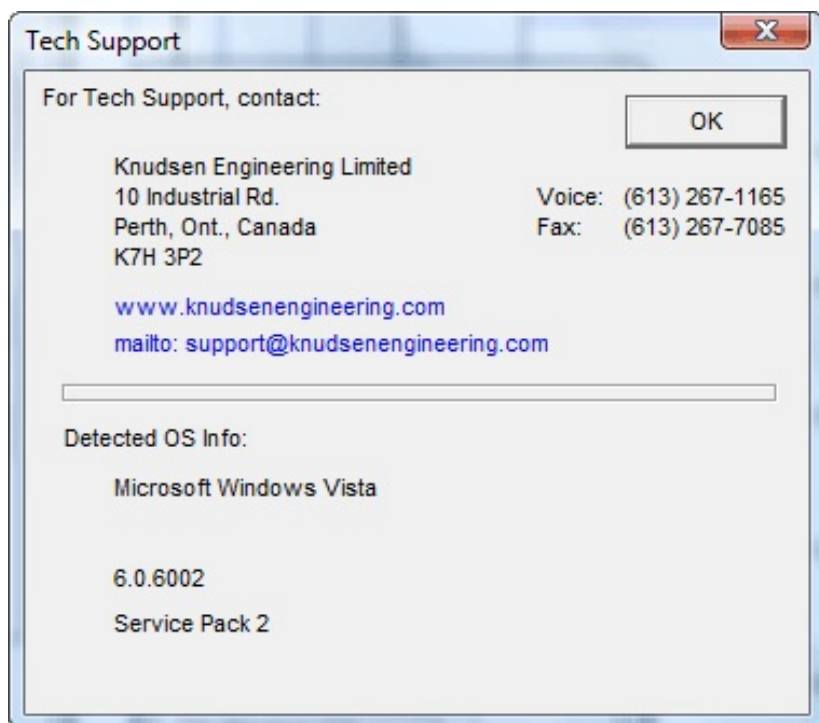 Tech Support
For Tech Support, contact:
OK
Knudsen Engineering Limited
10 Industrial Rd.
Voice: (613) 267-1165
Perth, Ont., Canada
Fax: (613) 267-7085
K7H 3P2
www.knudsenengineering.com
mailto: support@knudsenengineering.com
Detected OS Info:
Microsoft Windows Vista
6.0.6002
Service Pack 2